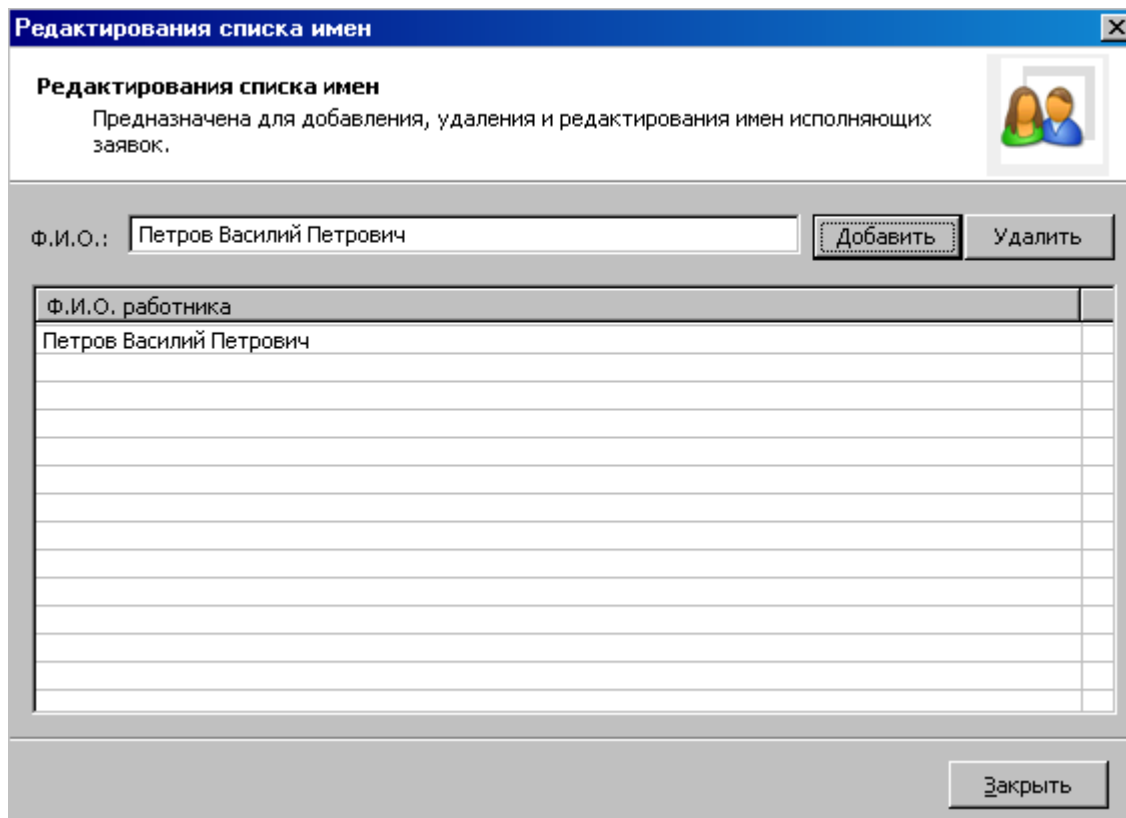 Редактирования списка имен
Редактирования списка имен
Предназначена для добавления, удаления и редактирования имен исполняющих
заявок.
Ф.И.О.: Петров Василий Петрович Добавить Удалить
Ф.И.О. работника
Петров Василий Петрович
Закрыть